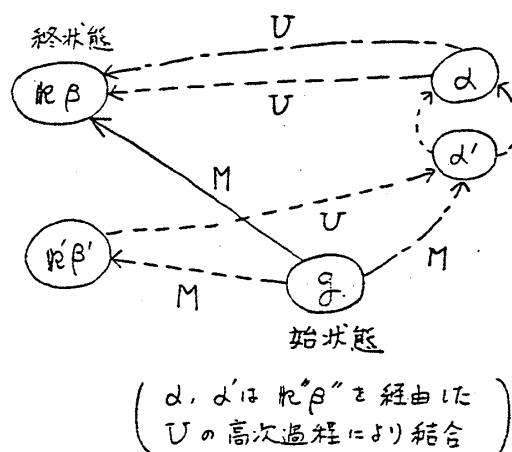 終状態
U
α
kβ
U
α'
M
U
k'β'
M
M
g
始状態
( α, α'は k"β" を経由した
Uの高次過程により結合 )